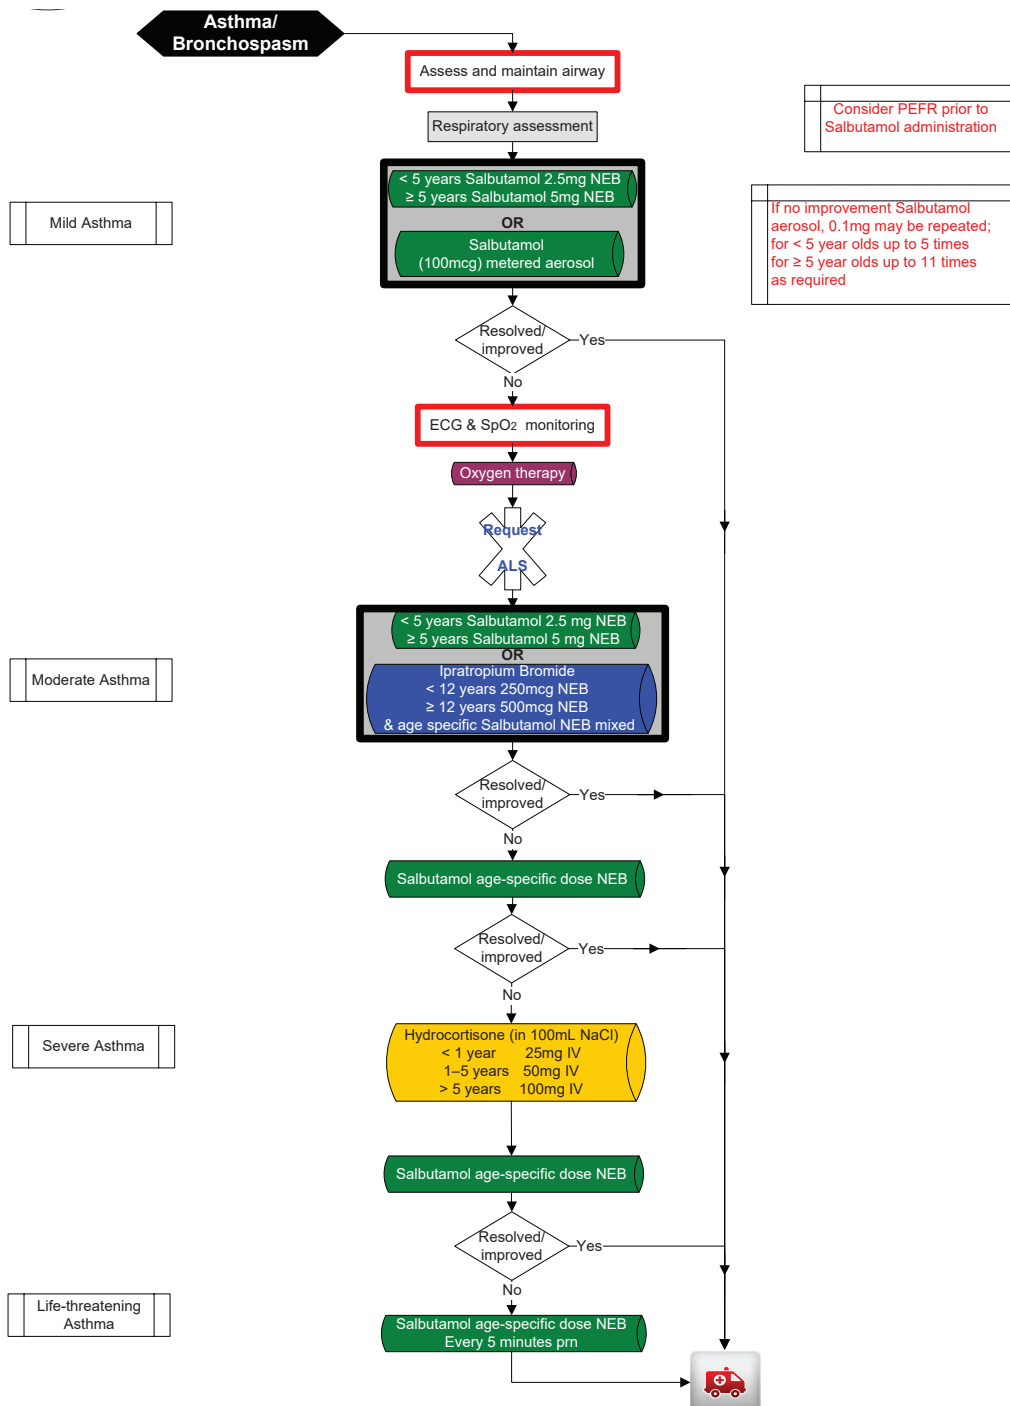 Asthma/
Bronchospasm
Assess and maintain airway
Respiratory assessment
Consider PEFR prior to
Salbutamol administration
< 5 years Salbutamol 2.5mg NEB
≥ 5 years Salbutamol 5mg NEB
OR
Salbutamol
(100mcg) metered aerosol
Mild Asthma
If no improvement Salbutamol
aerosol, 0.1mg may be repeated;
for < 5 year olds up to 5 times
for ≥ 5 year olds up to 11 times
as required
Resolved/
improved
Yes
No
ECG & SpO2 monitoring
Oxygen therapy
Request
ALS
< 5 years Salbutamol 2.5 mg NEB
≥ 5 years Salbutamol 5 mg NEB
OR
Ipratropium Bromide
< 12 years 250mcg NEB
≥ 12 years 500mcg NEB
& age specific Salbutamol NEB mixed
Moderate Asthma
Resolved/
improved
Yes
No
Salbutamol age-specific dose NEB
Resolved/
improved
Yes
No
Severe Asthma
Hydrocortisone (in 100mL NaCl)
< 1 year 25mg IV
1–5 years 50mg IV
> 5 years 100mg IV
Salbutamol age-specific dose NEB
Resolved/
improved
Yes
No
Life-threatening
Asthma
Salbutamol age-specific dose NEB
Every 5 minutes prn